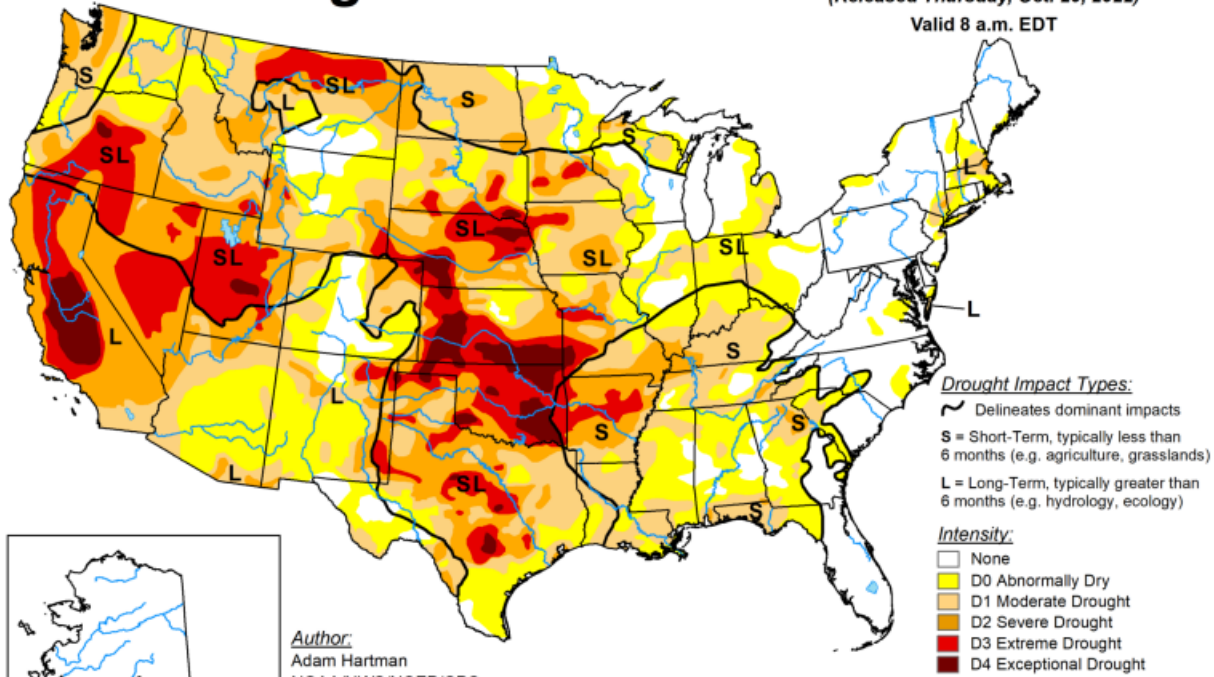 Valid 8 a.m. EDT
S
SL
L
SL
S
S
SL
SL
SL
SL
SL
L
L
L
S
L
L
SL
S
S
S
Drought Impact Types:
Delineates dominant impacts
S = Short-Term, typically less than
6 months (e.g. agriculture, grasslands)
L = Long-Term, typically greater than
6 months (e.g. hydrology, ecology)
Intensity:
None
D0 Abnormally Dry
D1 Moderate Drought
D2 Severe Drought
D3 Extreme Drought
D4 Exceptional Drought
Author:
Adam Hartman